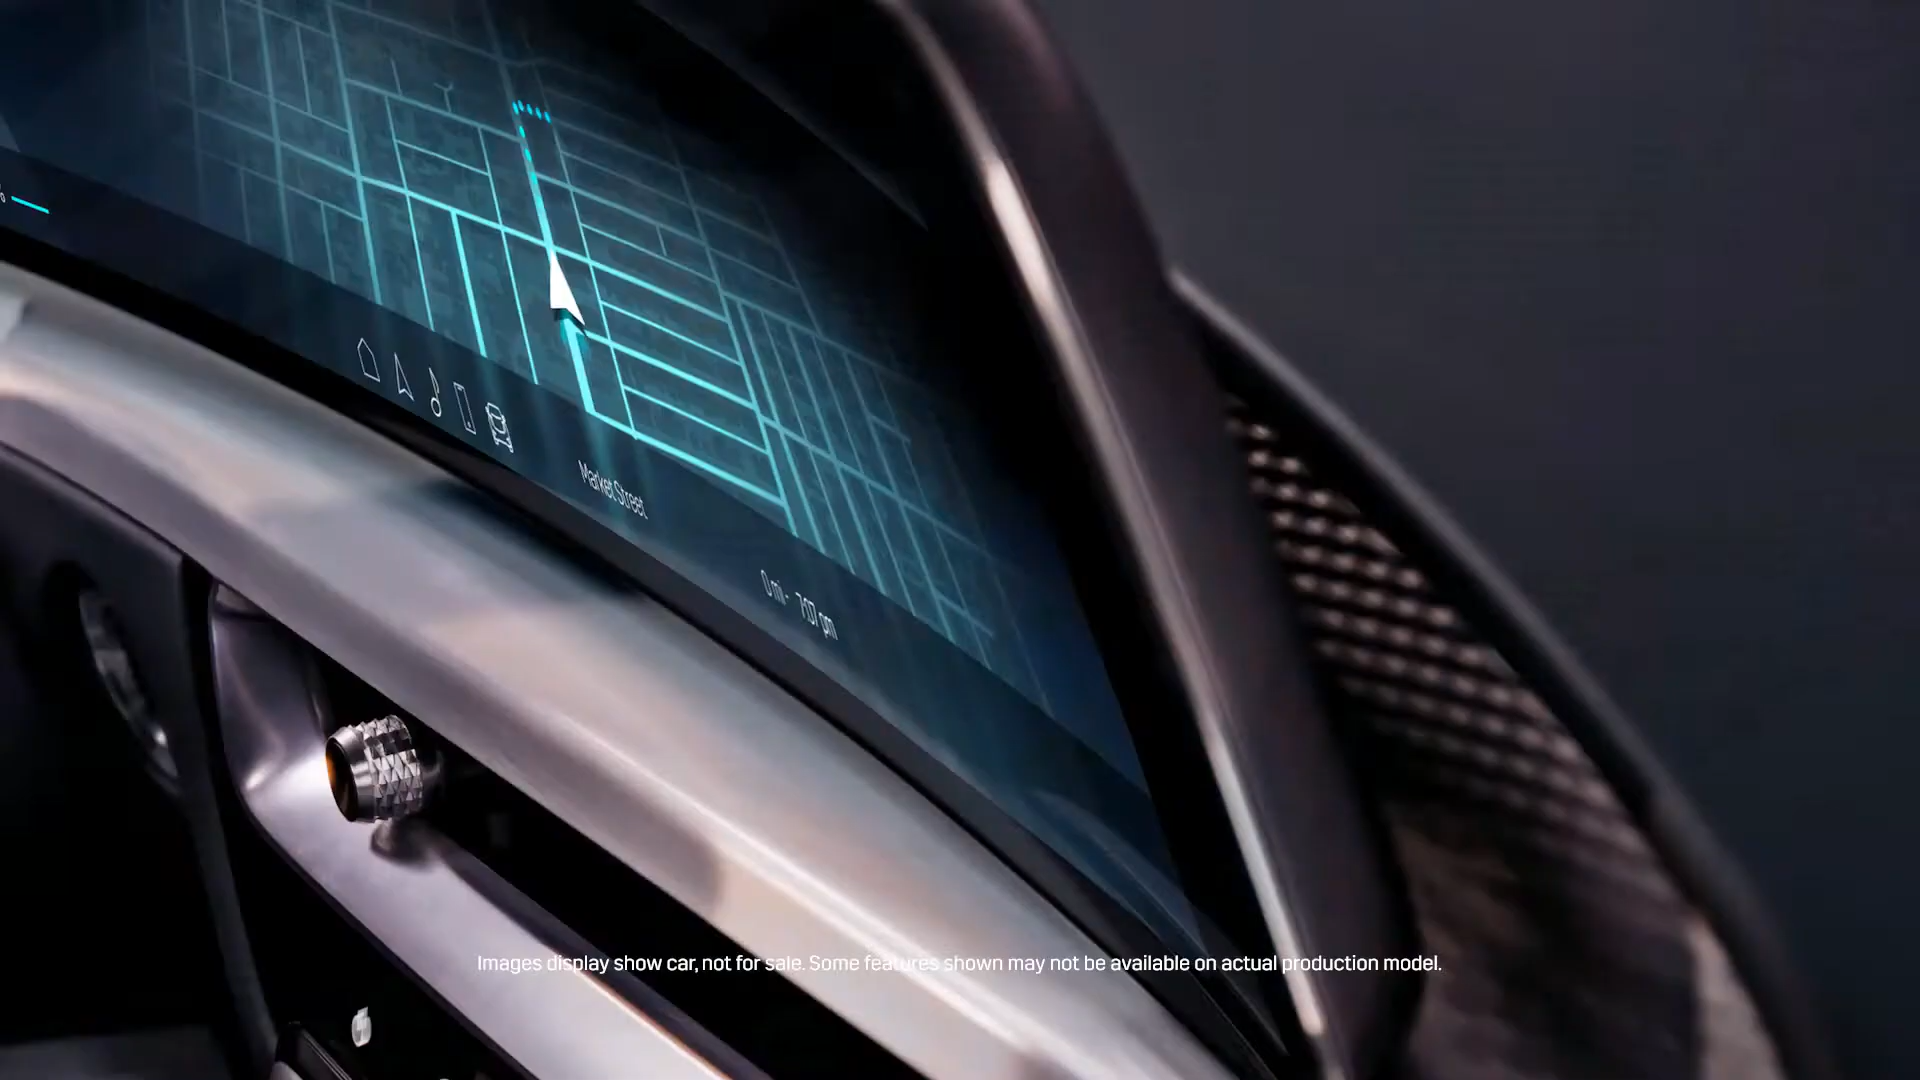 %
Market Street
0 mi - 7:07 pm
Images display show car, not for sale. Some features shown may not be available on actual production model.